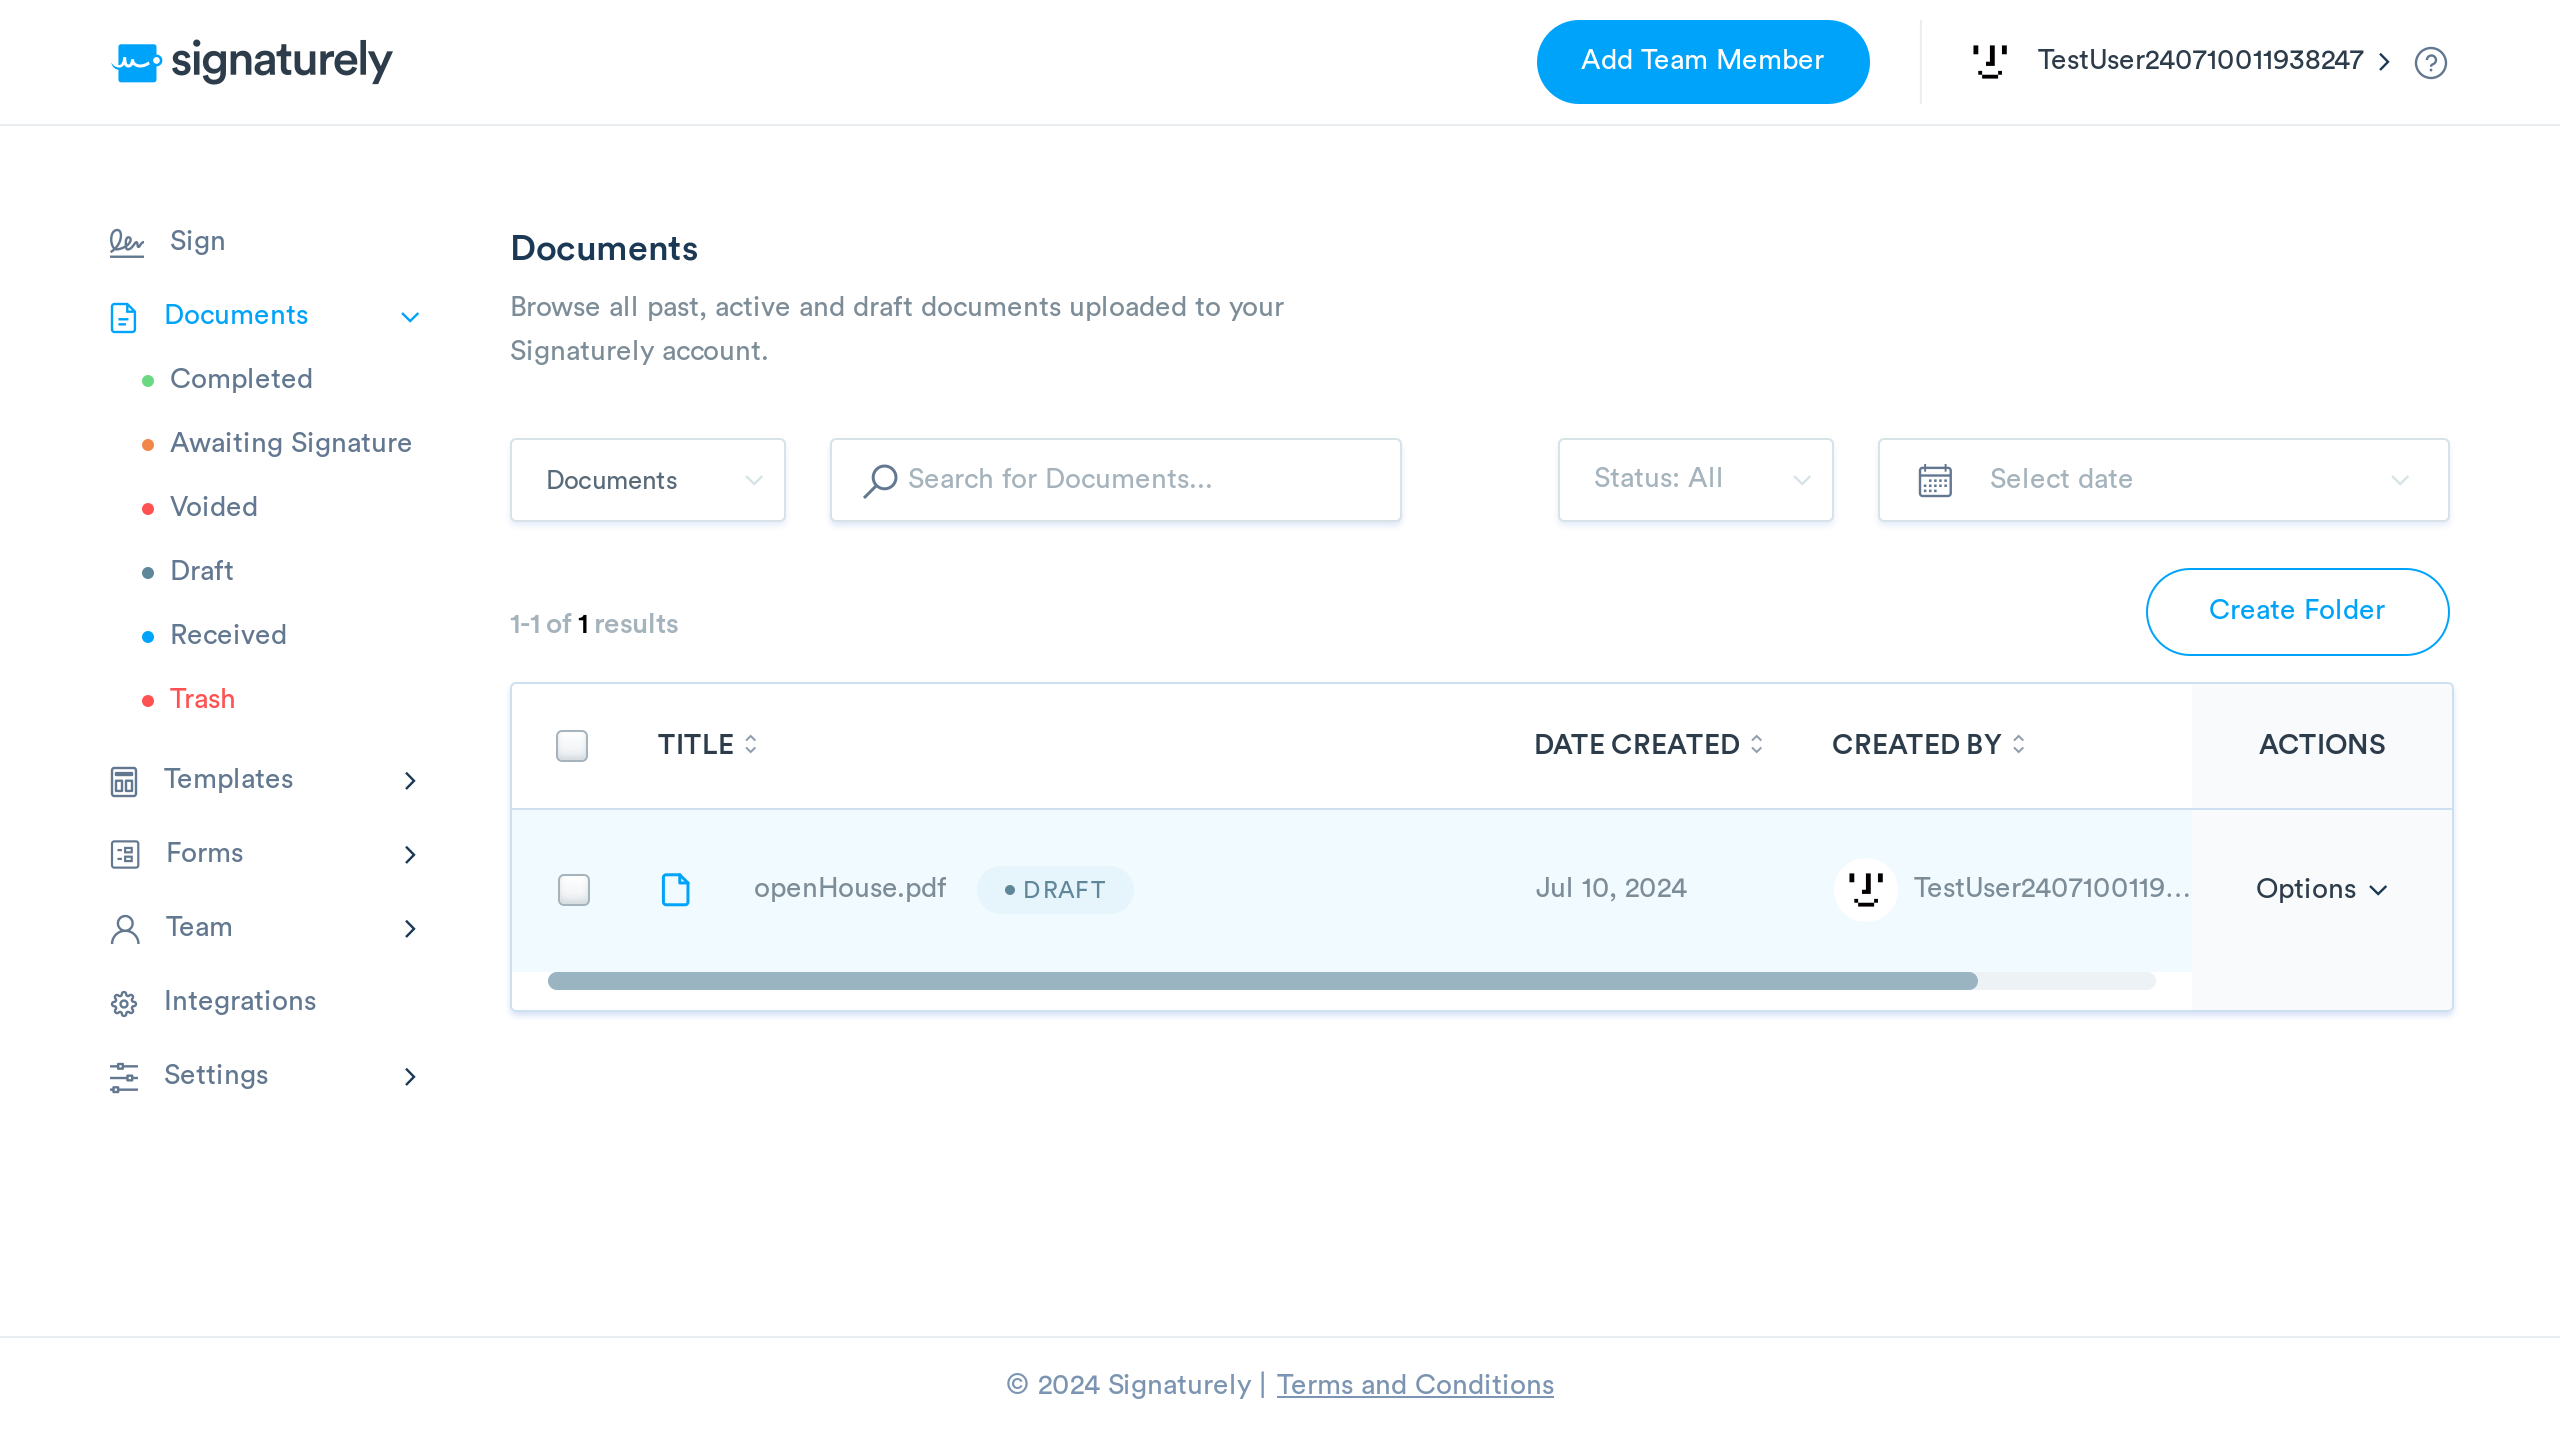 signaturely
Add Team Member
TestUser240710011938247
Sign
Documents
Completed
Awaiting Signature
Voided
Draft
Received
Trash
Templates
Forms
Team
Integrations
Settings
Documents
Browse all past, active and draft documents uploaded to your
Signaturely account.
Documents
Search for Documents...
Status: All
Select date
1-1 of 1 results
Create Folder
TITLE DATE CREATED CREATED BY ACTIONS
openHouse.pdf DRAFT Jul 10, 2024 TestUser2407100119... Options
© 2024 Signaturely | Terms and Conditions